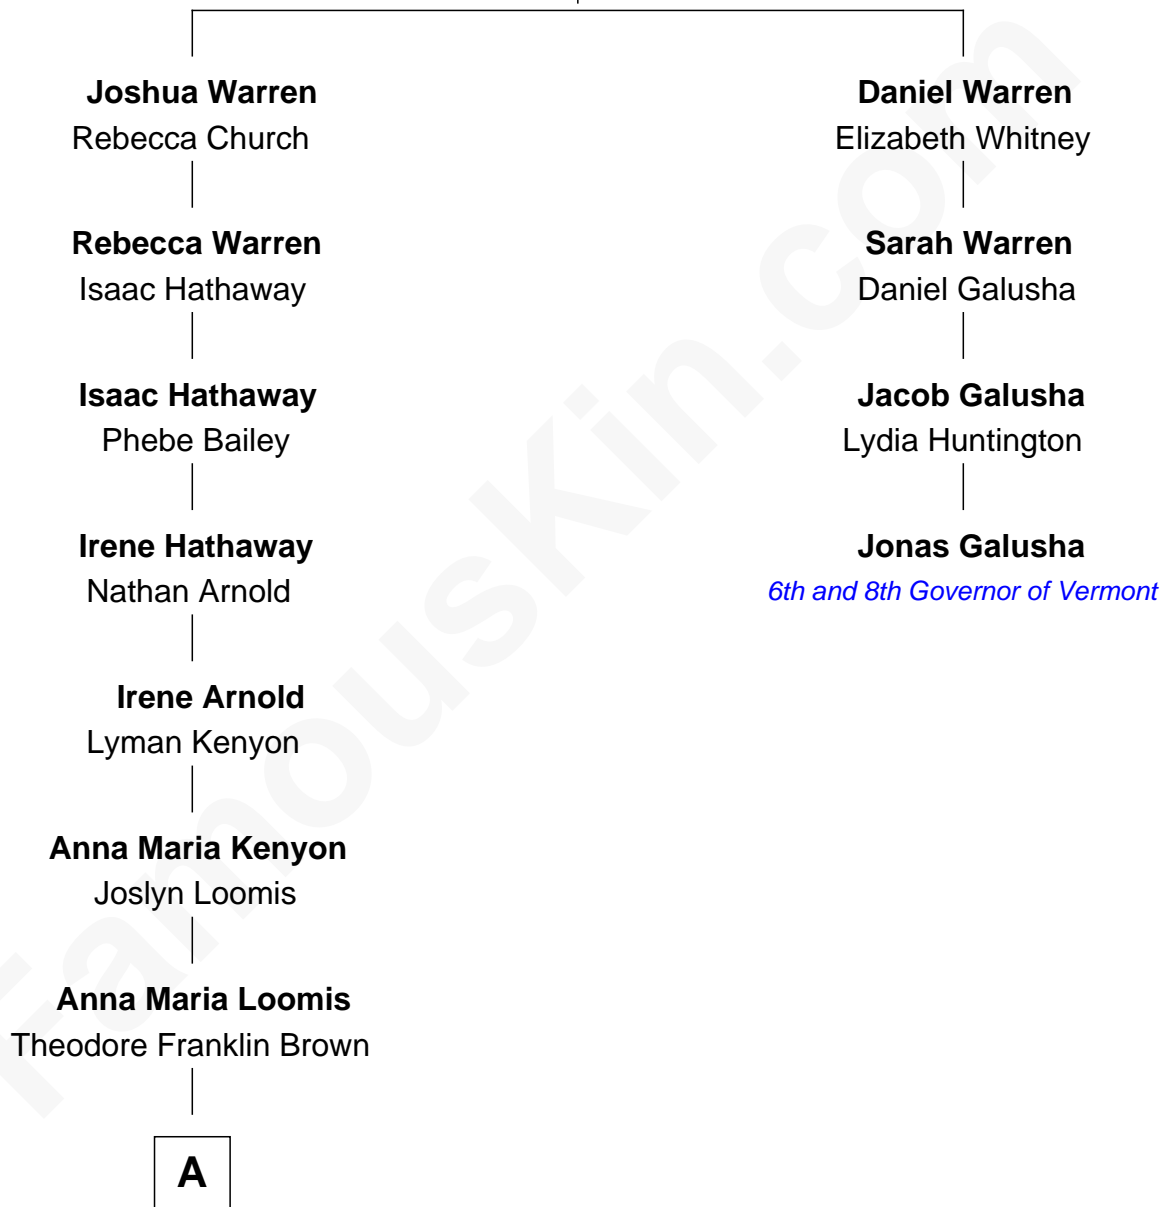 Joshua Warren
Rebecca Church
Rebecca Warren
Isaac Hathaway
Isaac Hathaway
Phebe Bailey
Irene Hathaway
Nathan Arnold
Irene Arnold
Lyman Kenyon
Anna Maria Kenyon
Joslyn Loomis
Anna Maria Loomis
Theodore Franklin Brown
A
Daniel Warren
Elizabeth Whitney
Sarah Warren
Daniel Galusha
Jacob Galusha
Lydia Huntington
Jonas Galusha
6th and 8th Governor of Vermont
FamousKin.com